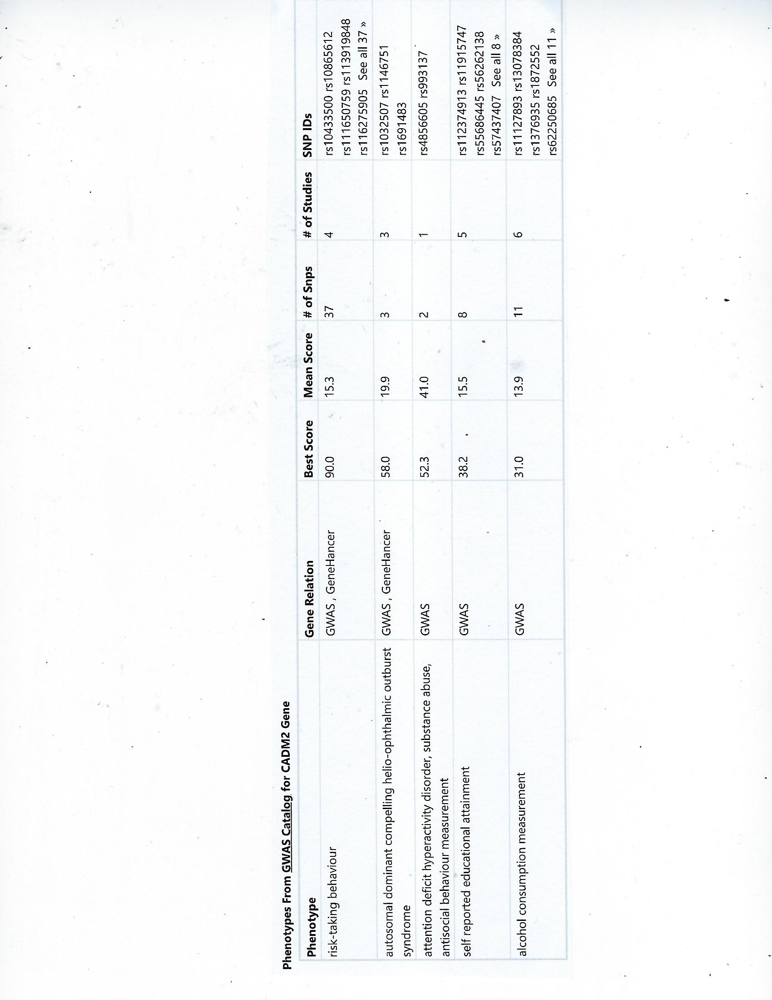 Phenotypes From GWAS Catalog for CADM2 Gene
Phenotype Gene Relation Best Score Mean Score # of Snps # of Studies SNP IDs
risk-taking behaviour GWAS , GeneHancer 90.0 15.3 37 4 rs10433500 rs10865612
rs111650759 rs113919848
rs116275905 See all 37 »
autosomal dominant compelling helio-ophthalmic outburst GWAS , GeneHancer 58.0 19.9 3 3 rs1032507 rs1146751
syndrome rs1691483
attention deficit hyperactivity disorder, substance abuse, GWAS 52.3 41.0 2 1 rs4856605 rs993137
antisocial behaviour measurement
self reported educational attainment GWAS 38.2 15.5 8 5 rs112374913 rs11915747
rs55686445 rs56262138
rs57437407 See all 8 »
alcohol consumption measurement GWAS 31.0 13.9 11 6 rs11127893 rs13078384
rs1376935 rs1872552
rs62250685 See all 11 »